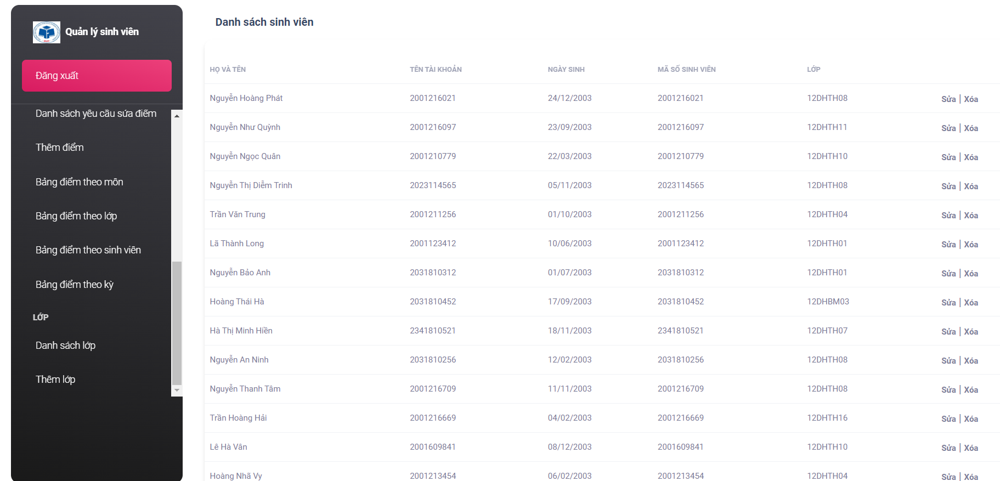 Quản lý sinh viên
Đăng xuất
Danh sách yêu cầu sửa điểm
Thêm điểm
Bảng điểm theo môn
Bảng điểm theo lớp
Bảng điểm theo sinh viên
Bảng điểm theo kỳ
LỚP
Danh sách lớp
Thêm lớp
Danh sách sinh viên
HỌ VÀ TÊN TÊN TÀI KHOẢN NGÀY SINH MÃ SỐ SINH VIÊN LỚP
Nguyễn Hoàng Phát 2001216021 24/12/2003 2001216021 12DHTH08 Sửa | Xóa
Nguyễn Như Quỳnh 2001216097 23/09/2003 2001216097 12DHTH11 Sửa | Xóa
Nguyễn Ngọc Quân 2001210779 22/03/2003 2001210779 12DHTH10 Sửa | Xóa
Nguyễn Thị Diễm Trinh 2023114565 05/11/2003 2023114565 12DHTH08 Sửa | Xóa
Trần Văn Trung 2001211256 01/10/2003 2001211256 12DHTH04 Sửa | Xóa
Lã Thành Long 2001123412 10/06/2003 2001123412 12DHTH01 Sửa | Xóa
Nguyễn Bảo Anh 2031810312 01/07/2003 2031810312 12DHTH01 Sửa | Xóa
Hoàng Thái Hà 2031810452 17/09/2003 2031810452 12DHBM03 Sửa | Xóa
Hà Thị Minh Hiền 2341810521 18/11/2003 2341810521 12DHTH07 Sửa | Xóa
Nguyễn An Ninh 2031810256 12/02/2003 2031810256 12DHTH08 Sửa | Xóa
Nguyễn Thanh Tâm 2001216709 11/11/2003 2001216709 12DHTH08 Sửa | Xóa
Trần Hoàng Hải 2001216669 04/02/2003 2001216669 12DHTH16 Sửa | Xóa
Lê Hà Vân 2001609841 08/12/2003 2001609841 12DHTH10 Sửa | Xóa
Hoàng Nhã Vy 2001213454 06/02/2003 2001213454 12DHTH04 Sửa | Xóa